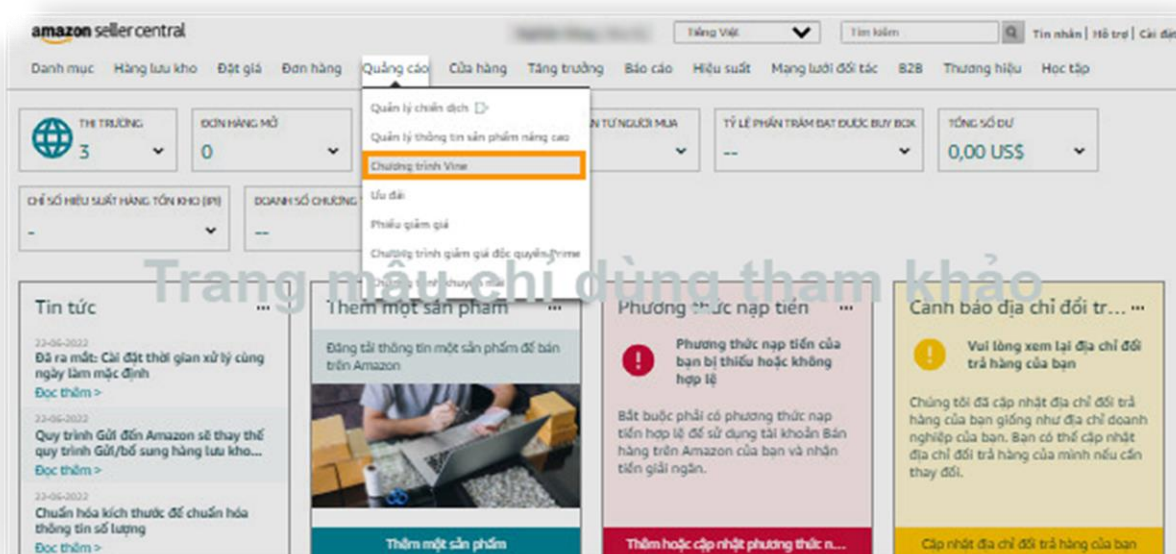 amazon seller central
Tiếng Việt
Tìm kiếm
Tin nhắn | Hỗ trợ | Cài đặt
Danh mục Hàng lưu kho Đặt giá Đơn hàng Quảng cáo Cửa hàng Tăng trưởng Báo cáo Hiệu suất Mạng lưới đối tác B2B Thương hiệu Học tập
Quản lý chiến dịch
Quản lý thông tin sản phẩm nâng cao
Chương trình Vine
Ưu đãi
Phiếu giảm giá
Chương trình giảm giá độc quyền Prime
THỊ TRƯỜNG
3
ĐƠN HÀNG MỞ
0
N TỪ NGƯỜI MUA
TỶ LỆ PHẦN TRĂM ĐẠT ĐƯỢC BUY BOX
--
TỔNG SỐ DƯ
0,00 US$
CHỈ SỐ HIỆU SUẤT HÀNG TỒN KHO (IPI)
-
DOANH SỐ CHƯƠNG
--
Trang mẫu chỉ dùng tham khảo
Tin tức ...
22-06-2022
Đã ra mắt: Cài đặt thời gian xử lý cùng
ngày làm mặc định
Đọc thêm >
22-06-2022
Quy trình Gửi đến Amazon sẽ thay thế
quy trình Gửi/bổ sung hàng lưu kho...
Đọc thêm >
22-06-2022
Chuẩn hóa kích thước để chuẩn hóa
thông tin số lượng
Đọc thêm >
Thêm một sản phẩm ...
Đăng tải thông tin một sản phẩm để bán
trên Amazon
Thêm một sản phẩm
Phương thức nạp tiền ...
Phương thức nạp tiền của
bạn bị thiếu hoặc không
hợp lệ
Bắt buộc phải có phương thức nạp
tiền hợp lệ để sử dụng tài khoản Bán
hàng trên Amazon của bạn và nhận
tiền giải ngân.
Thêm hoặc cập nhật phương thức n...
Cảnh báo địa chỉ đổi tr... ...
Vui lòng xem lại địa chỉ đổi
trả hàng của bạn
Chúng tôi đã cập nhật địa chỉ đổi trả
hàng của bạn giống như địa chỉ doanh
nghiệp của bạn. Bạn có thể cập nhật
địa chỉ đổi trả hàng của mình nếu cần
thay đổi.
Cập nhật địa chỉ đổi trả hàng của bạn